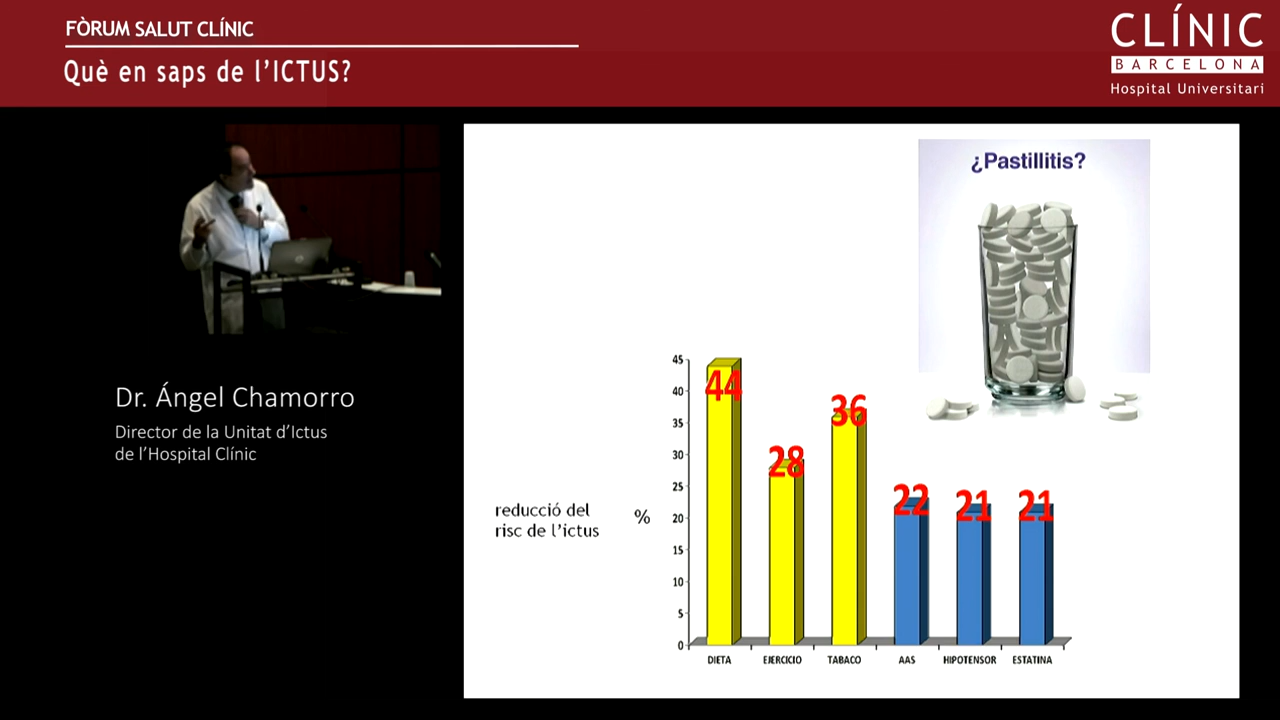 FÒRUM SALUT CLÍNIC
Què en saps de l'ICTUS?
CLÍNIC
BARCELONA
Hospital Universitari
Dr. Ángel Chamorro
Director de la Unitat d'Ictus
de l'Hospital Clínic
¿Pastillitis?
reducció del
risc de l'ictus
%
45
40
35
30
25
20
15
10
5
0
44
28
36
22
21
21
DIETA
EJERCICIO
TABACO
AAS
HIPOTENSOR
ESTATINA